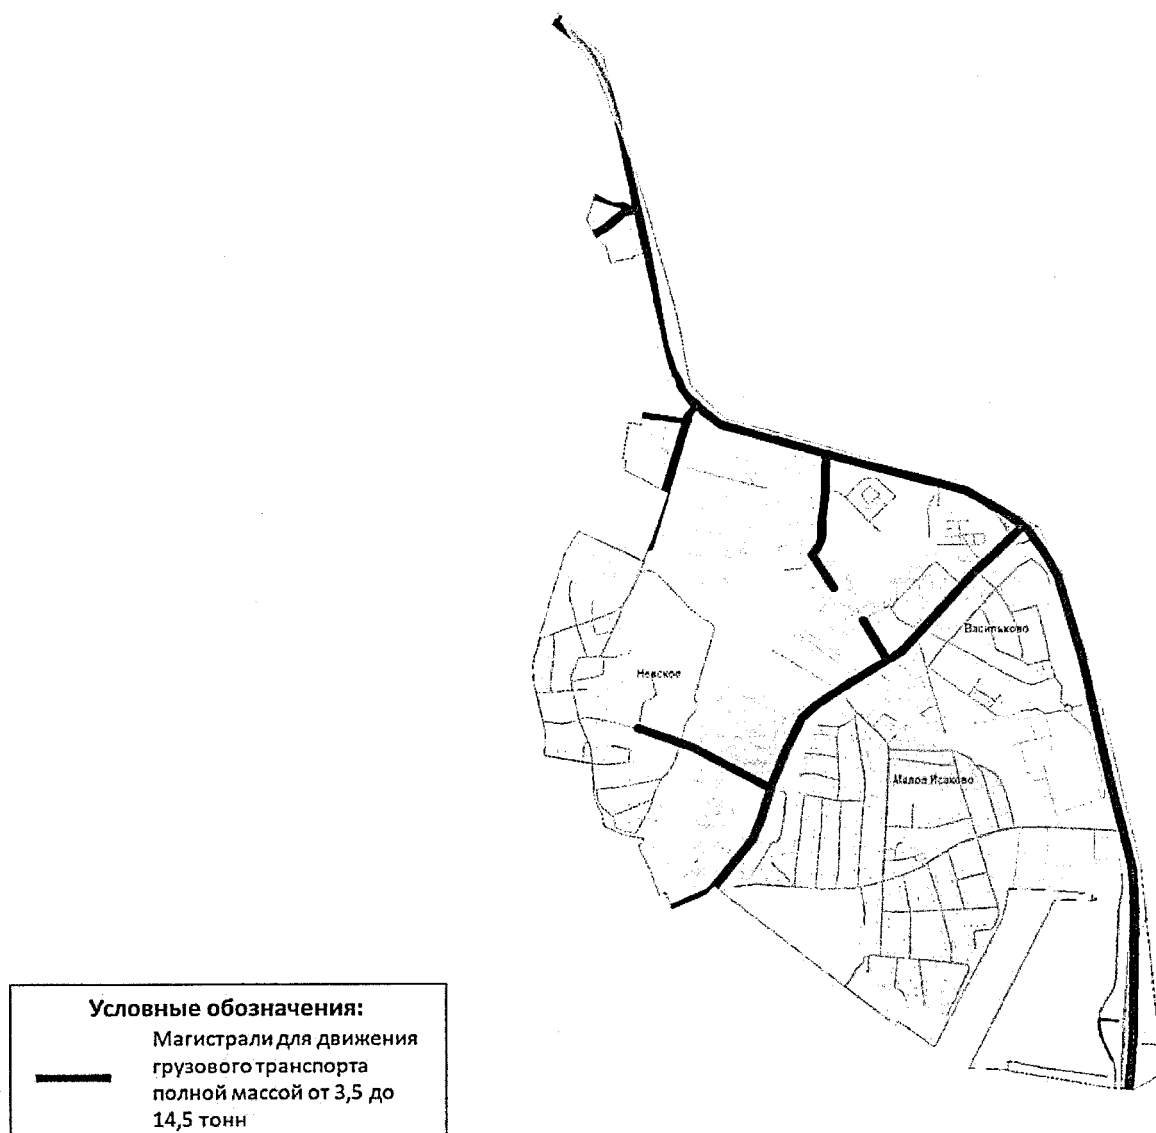 Васильково
Невское
Малое Исаково
Условные обозначения:
Магистрали для движения
грузового транспорта
полной массой от 3,5 до
14,5 тонн